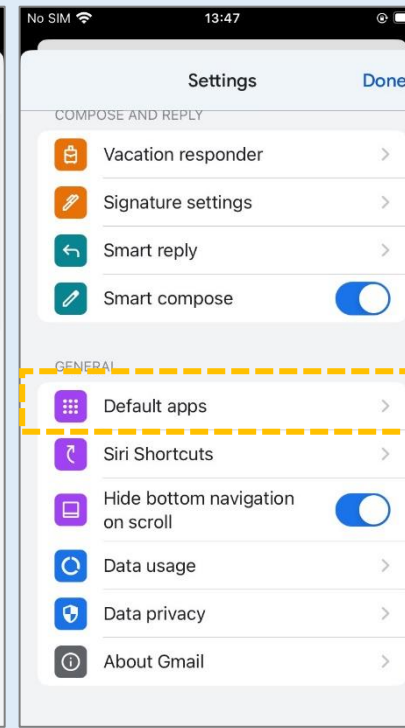 No SIM 13:47
Settings Done
COMPOSE AND REPLY
Vacation responder
Signature settings
Smart reply
Smart compose
GENERAL
Default apps
Siri Shortcuts
Hide bottom navigation
on scroll
Data usage
Data privacy
About Gmail